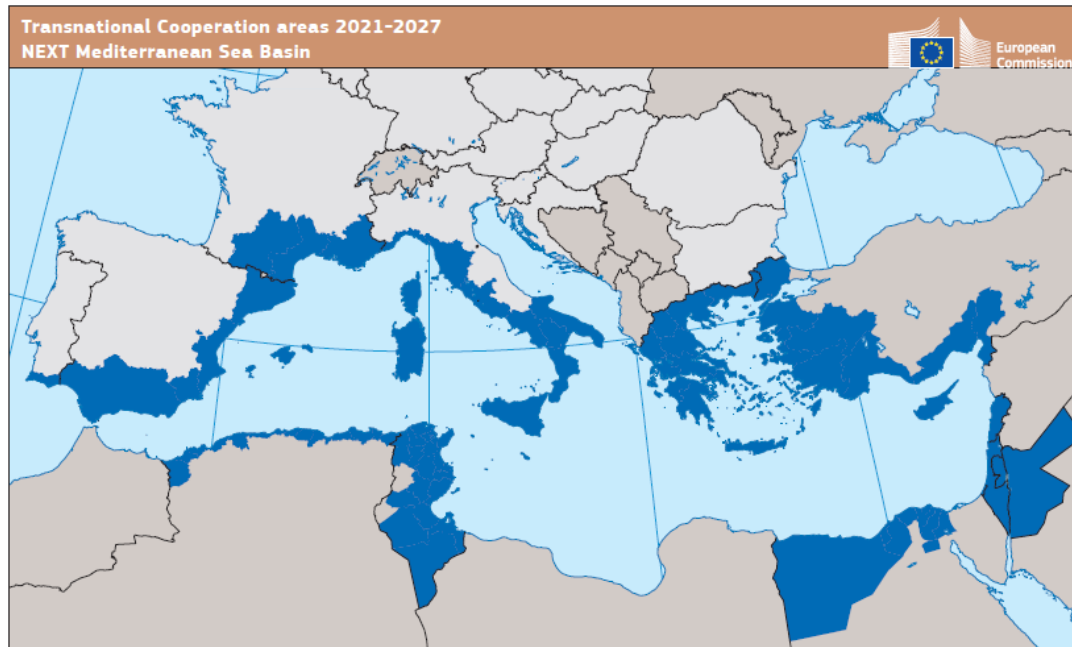 Transnational Cooperation areas 2021-2027
NEXT Mediterranean Sea Basin
European
Commission